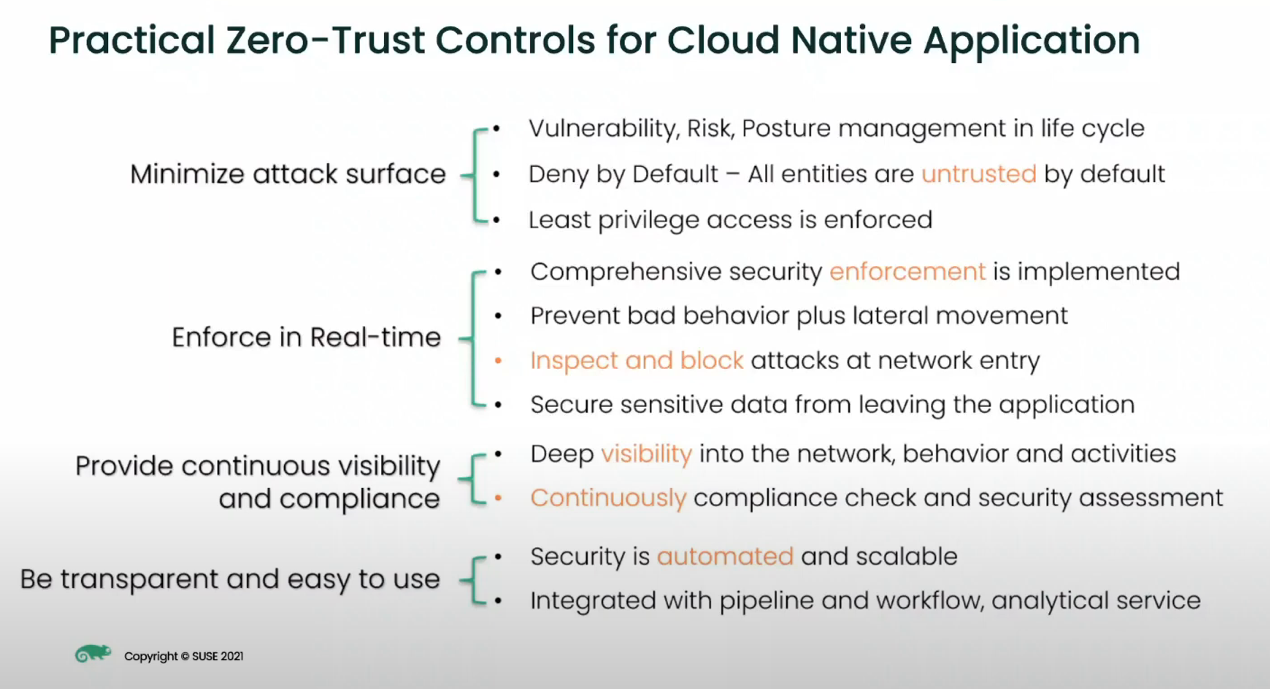 Practical Zero-Trust Controls for Cloud Native Application
Minimize attack surface
• Vulnerability, Risk, Posture management in life cycle
• Deny by Default – All entities are untrusted by default
• Least privilege access is enforced
Enforce in Real-time
• Comprehensive security enforcement is implemented
• Prevent bad behavior plus lateral movement
• Inspect and block attacks at network entry
• Secure sensitive data from leaving the application
Provide continuous visibility
and compliance
• Deep visibility into the network, behavior and activities
• Continuously compliance check and security assessment
Be transparent and easy to use
• Security is automated and scalable
• Integrated with pipeline and workflow, analytical service
Copyright © SUSE 2021